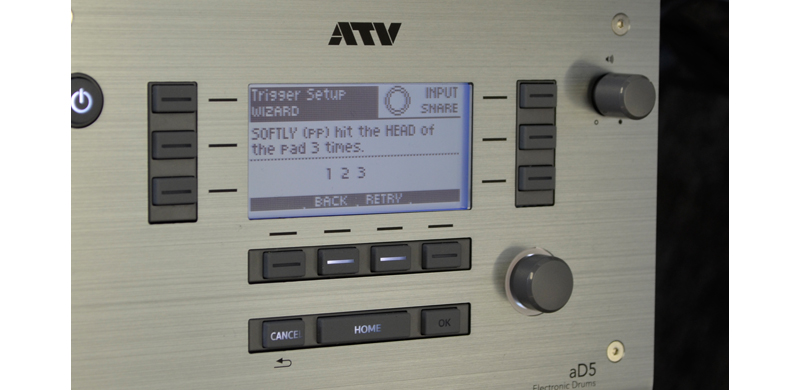 ATV
Trigger Setup
WIZARD
INPUT
SNARE
SOFTLY (PP) hit the HEAD of
the Pad 3 times.
1 2 3
BACK RETRY
CANCEL
HOME
OK
aD5
Electronic Drums